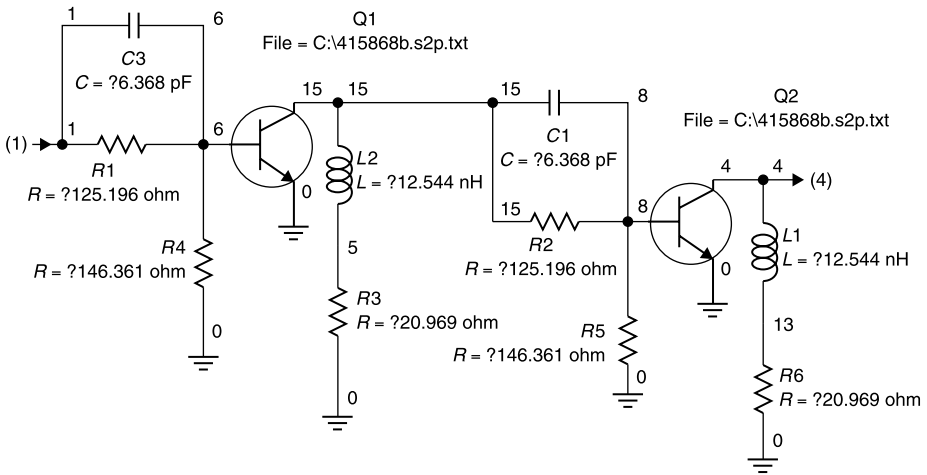 1
6
Q1
File = C:\415868b.s2p.txt
C3
C = ?6.368 pF
15
15
15
8
Q2
File = C:\415868b.s2p.txt
C1
C = ?6.368 pF
(1)
1
6
R1
R = ?125.196 ohm
0
L2
L = ?12.544 nH
4
4
(4)
15
8
R2
R = ?125.196 ohm
0
L1
L = ?12.544 nH
R4
R = ?146.361 ohm
5
0
R3
R = ?20.969 ohm
R5
R = ?146.361 ohm
13
0
0
R6
R = ?20.969 ohm
0